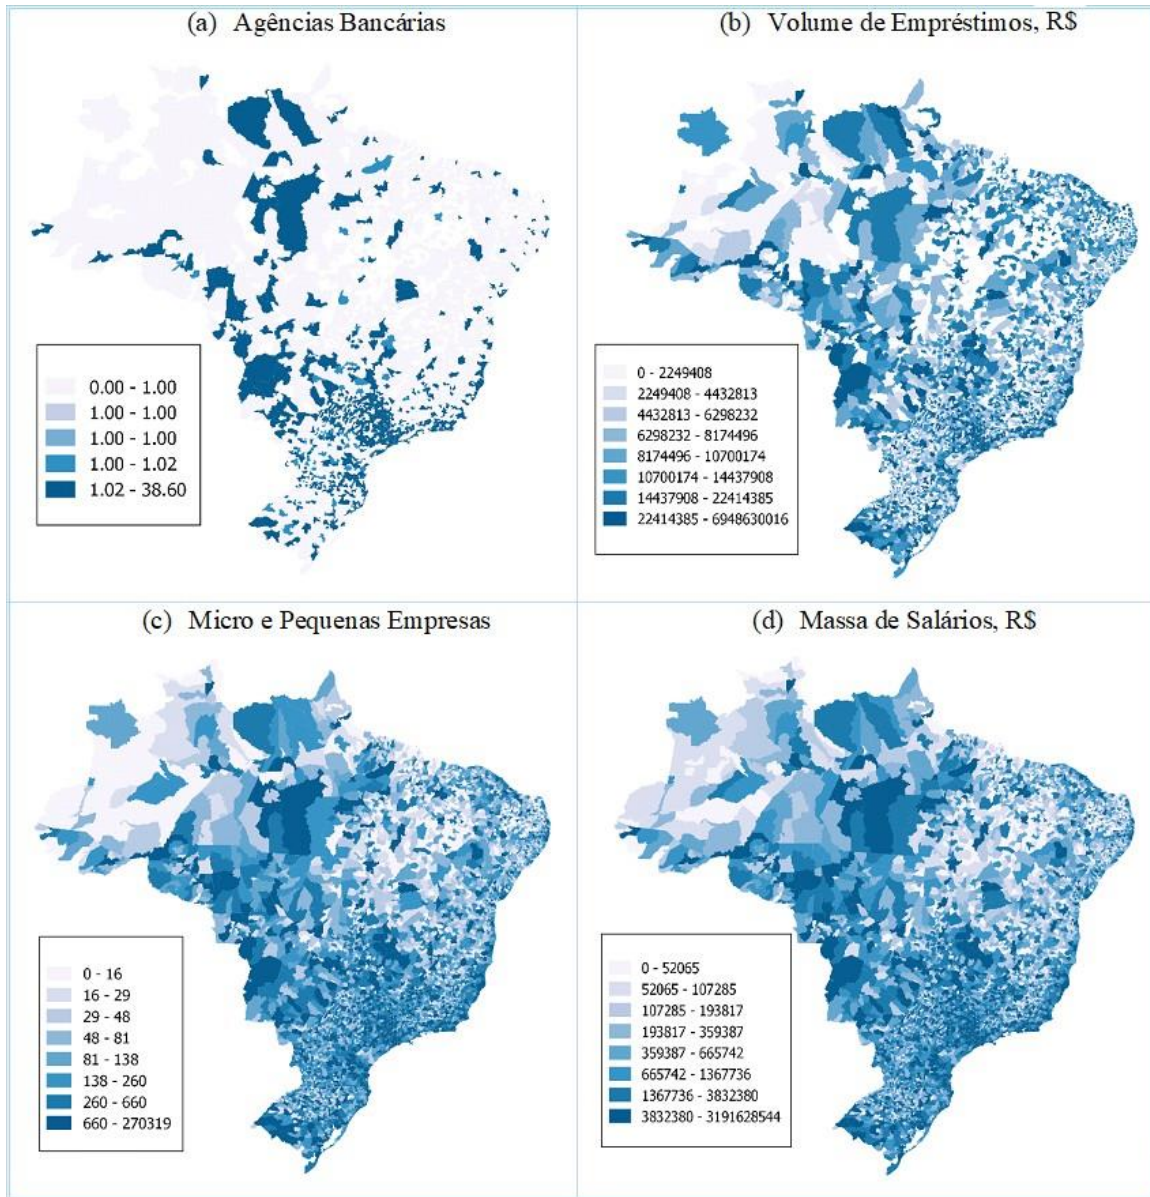 (a) Agências Bancárias
(b) Volume de Empréstimos, R$
0.00 - 1.00
1.00 - 1.00
1.00 - 1.00
1.00 - 1.02
1.02 - 38.60
0 - 2249408
2249408 - 4432813
4432813 - 6298232
6298232 - 8174496
8174496 - 10700174
10700174 - 14437908
14437908 - 22414385
22414385 - 6948630016
(c) Micro e Pequenas Empresas
(d) Massa de Salários, R$
0 - 16
16 - 29
29 - 48
48 - 81
81 - 138
138 - 260
260 - 660
660 - 270319
0 - 52065
52065 - 107285
107285 - 193817
193817 - 359387
359387 - 665742
665742 - 1367736
1367736 - 3832380
3832380 - 3191628544